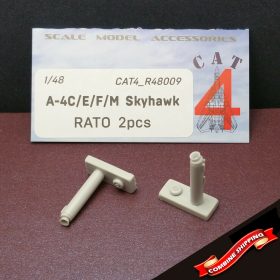 SCALE MODEL ACCESSORIES
1/48 CAT4_R48009
CAT
4
A-4C/E/F/M Skyhawk
RATO 2pcs
COMBINE SHIPPING